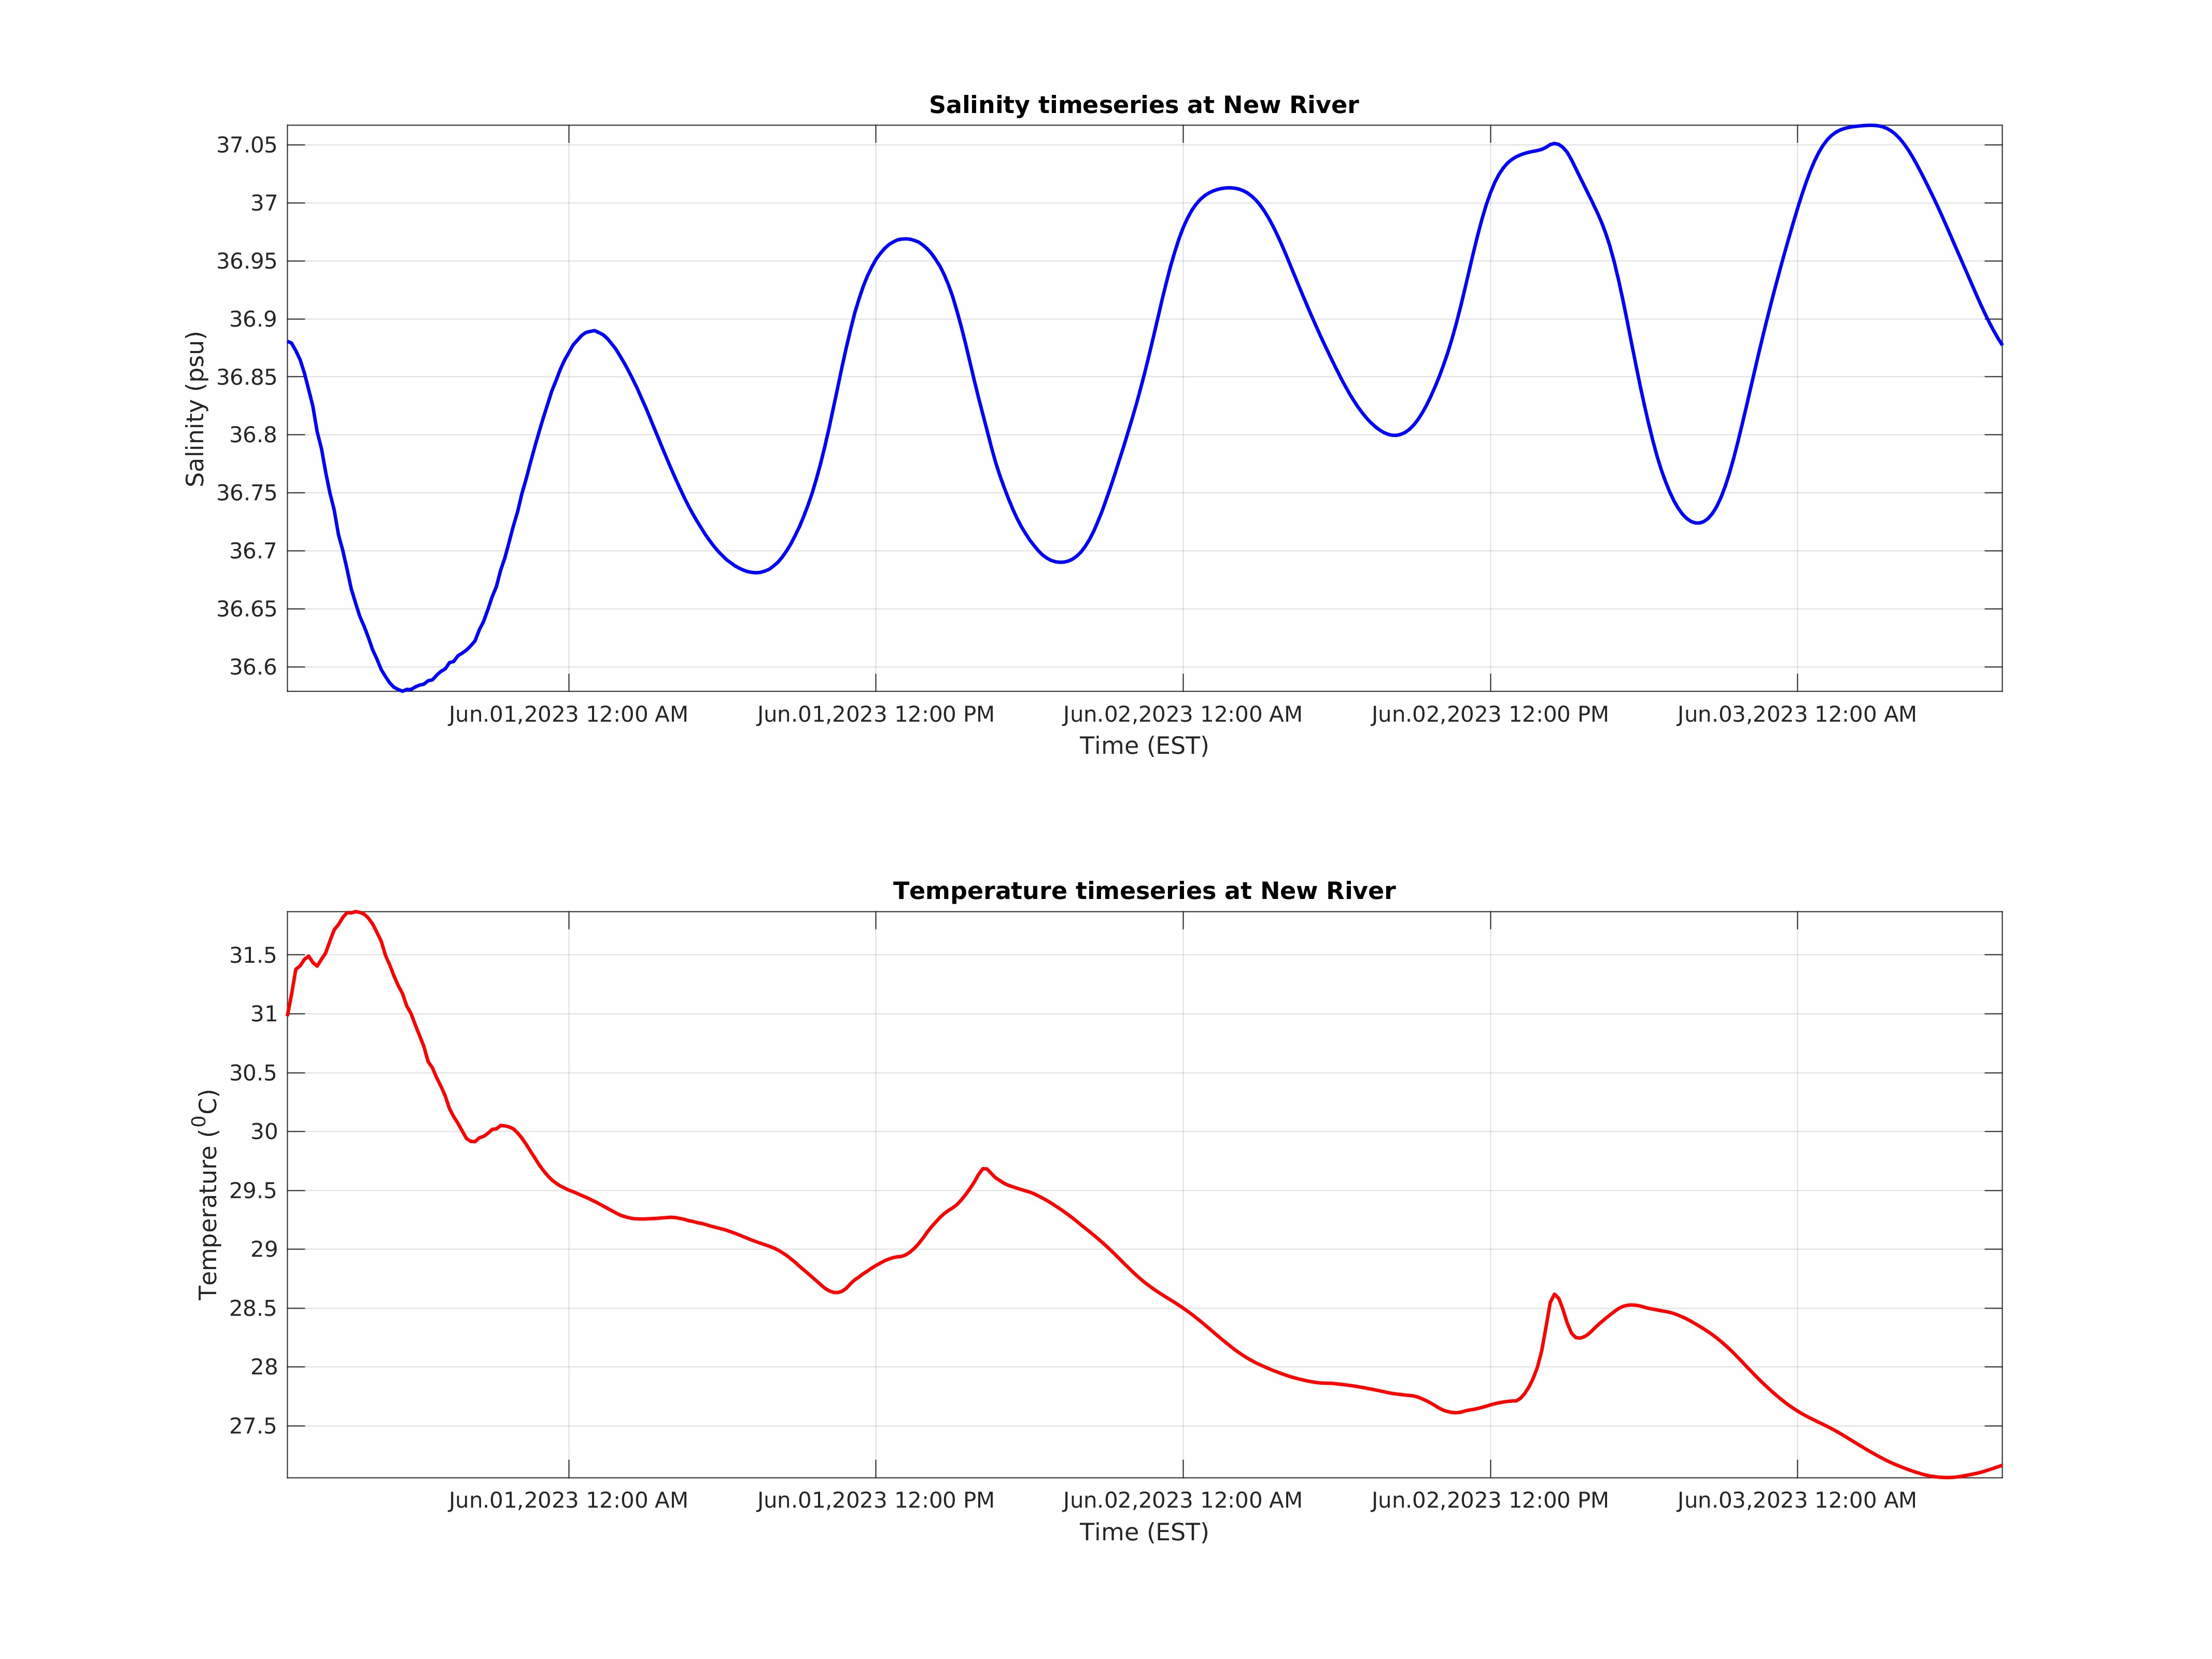 Salinity timeseries at New River
Salinity (psu)
37.05
37
36.95
36.9
36.85
36.8
36.75
36.7
36.65
36.6
Jun.01,2023 12:00 AM Jun.01,2023 12:00 PM Jun.02,2023 12:00 AM Jun.02,2023 12:00 PM Jun.03,2023 12:00 AM
Time (EST)
Temperature timeseries at New River
Temperature (⁰C)
31.5
31
30.5
30
29.5
29
28.5
28
27.5
Jun.01,2023 12:00 AM Jun.01,2023 12:00 PM Jun.02,2023 12:00 AM Jun.02,2023 12:00 PM Jun.03,2023 12:00 AM
Time (EST)